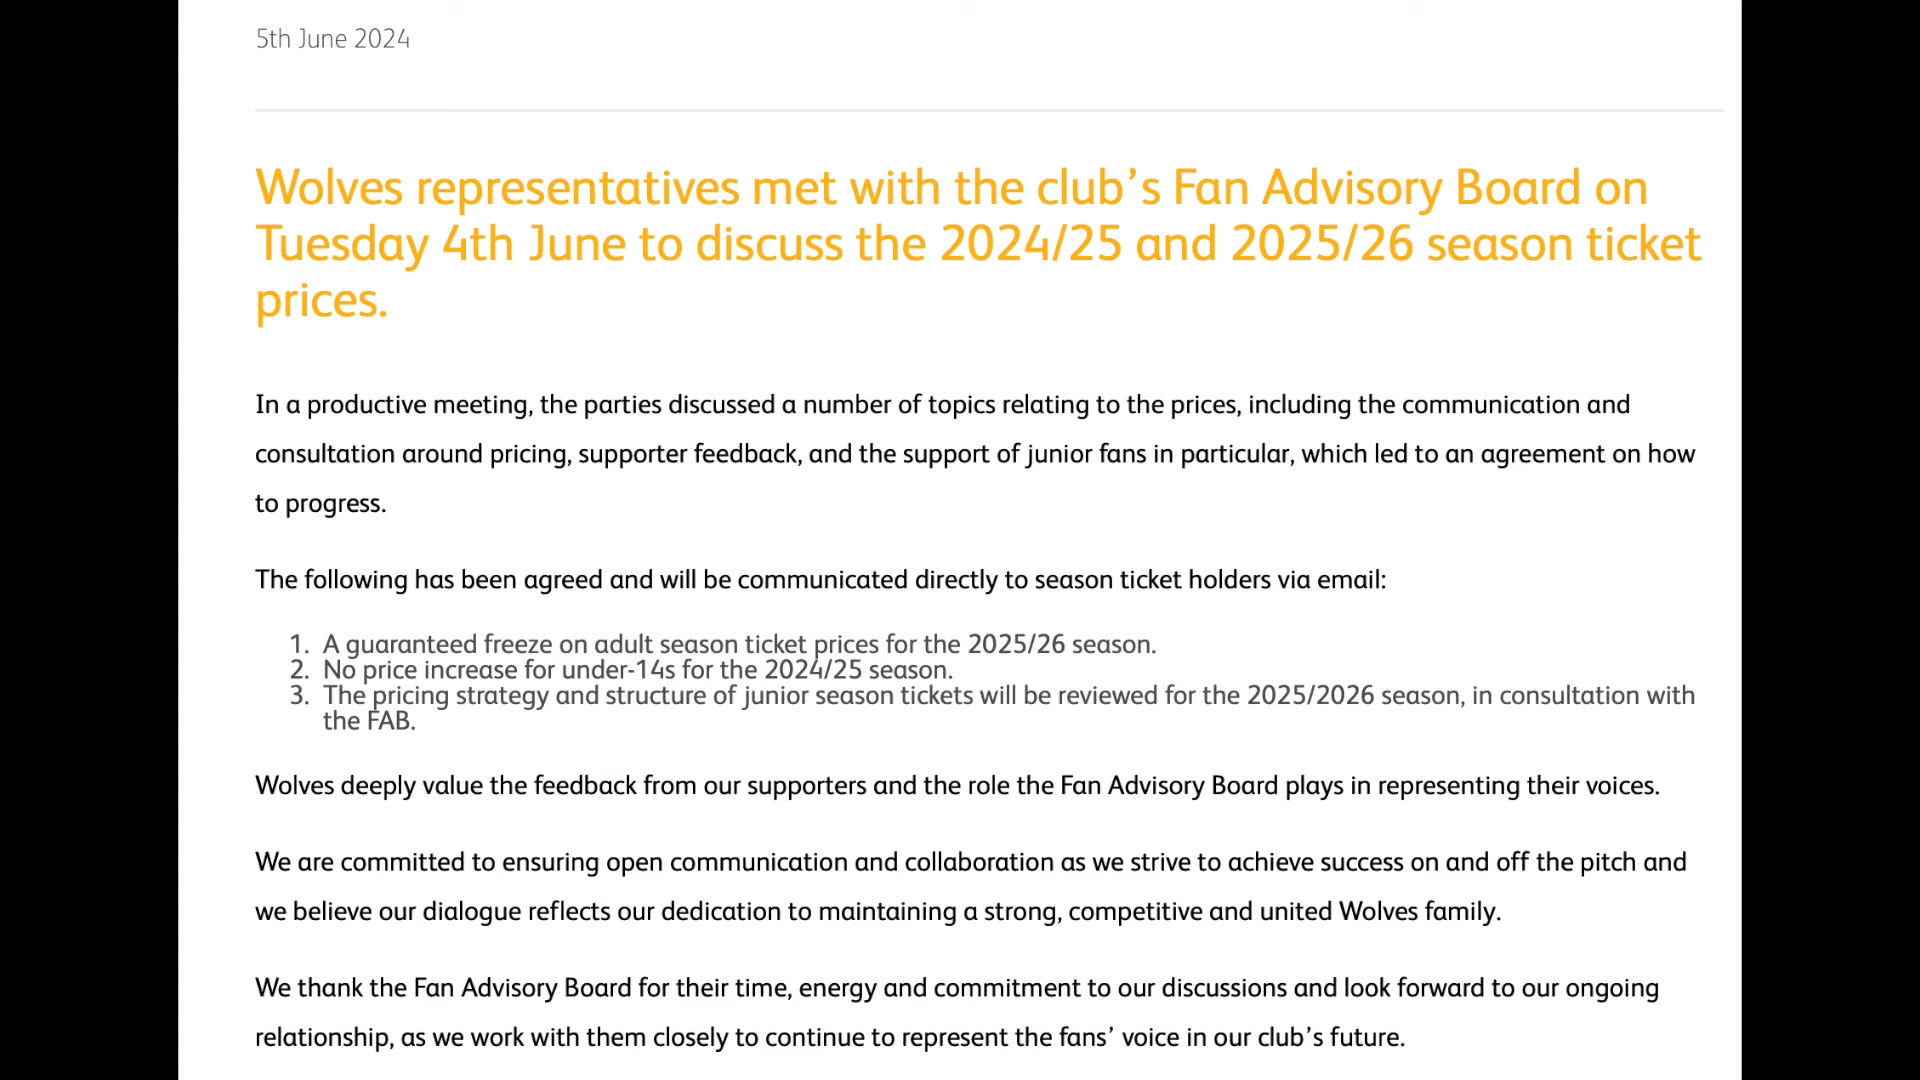 5th June 2024
Wolves representatives met with the club’s Fan Advisory Board on
Tuesday 4th June to discuss the 2024/25 and 2025/26 season ticket
prices.
In a productive meeting, the parties discussed a number of topics relating to the prices, including the communication and
consultation around pricing, supporter feedback, and the support of junior fans in particular, which led to an agreement on how
to progress.
The following has been agreed and will be communicated directly to season ticket holders via email:
1. A guaranteed freeze on adult season ticket prices for the 2025/26 season.
2. No price increase for under-14s for the 2024/25 season.
3. The pricing strategy and structure of junior season tickets will be reviewed for the 2025/2026 season, in consultation with
the FAB.
Wolves deeply value the feedback from our supporters and the role the Fan Advisory Board plays in representing their voices.
We are committed to ensuring open communication and collaboration as we strive to achieve success on and off the pitch and
we believe our dialogue reflects our dedication to maintaining a strong, competitive and united Wolves family.
We thank the Fan Advisory Board for their time, energy and commitment to our discussions and look forward to our ongoing
relationship, as we work with them closely to continue to represent the fans’ voice in our club’s future.